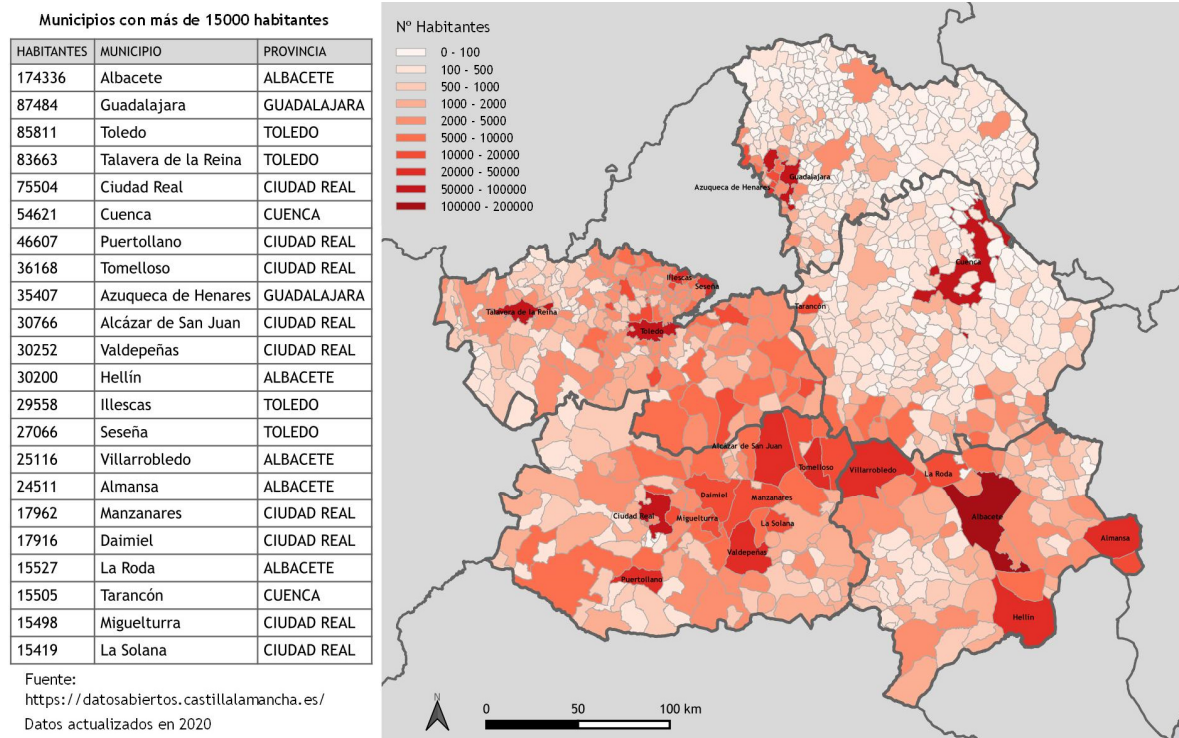 Municipios con más de 15000 habitantes
HABITANTES MUNICIPIO PROVINCIA
174336 Albacete ALBACETE
87484 Guadalajara GUADALAJARA
85811 Toledo TOLEDO
83663 Talavera de la Reina TOLEDO
75504 Ciudad Real CIUDAD REAL
54621 Cuenca CUENCA
46607 Puertollano CIUDAD REAL
36168 Tomelloso CIUDAD REAL
35407 Azuqueca de Henares GUADALAJARA
30766 Alcázar de San Juan CIUDAD REAL
30252 Valdepeñas CIUDAD REAL
30200 Hellín ALBACETE
29558 Illescas TOLEDO
27066 Seseña TOLEDO
25116 Villarrobledo ALBACETE
24511 Almansa ALBACETE
17962 Manzanares CIUDAD REAL
17916 Daimiel CIUDAD REAL
15527 La Roda ALBACETE
15505 Tarancón CUENCA
15498 Miguelturra CIUDAD REAL
15419 La Solana CIUDAD REAL
Fuente:
https://datosabiertos.castillalamancha.es/
Datos actualizados en 2020
Nº Habitantes
0 - 100
100 - 500
500 - 1000
1000 - 2000
2000 - 5000
5000 - 10000
10000 - 20000
20000 - 50000
50000 - 100000
100000 - 200000
Guadalajara
Azuqueca de Henares
Cuenca
Illescas
Seseña
Tarancón
Talavera de la Reina
Toledo
Alcázar de San Juan
Tomelloso
Villarrobledo
La Roda
Daimiel
Manzanares
Ciudad Real
Miguelturra
La Solana
Albacete
Almansa
Valdepeñas
Puertollano
Hellín
N
0 50 100 km